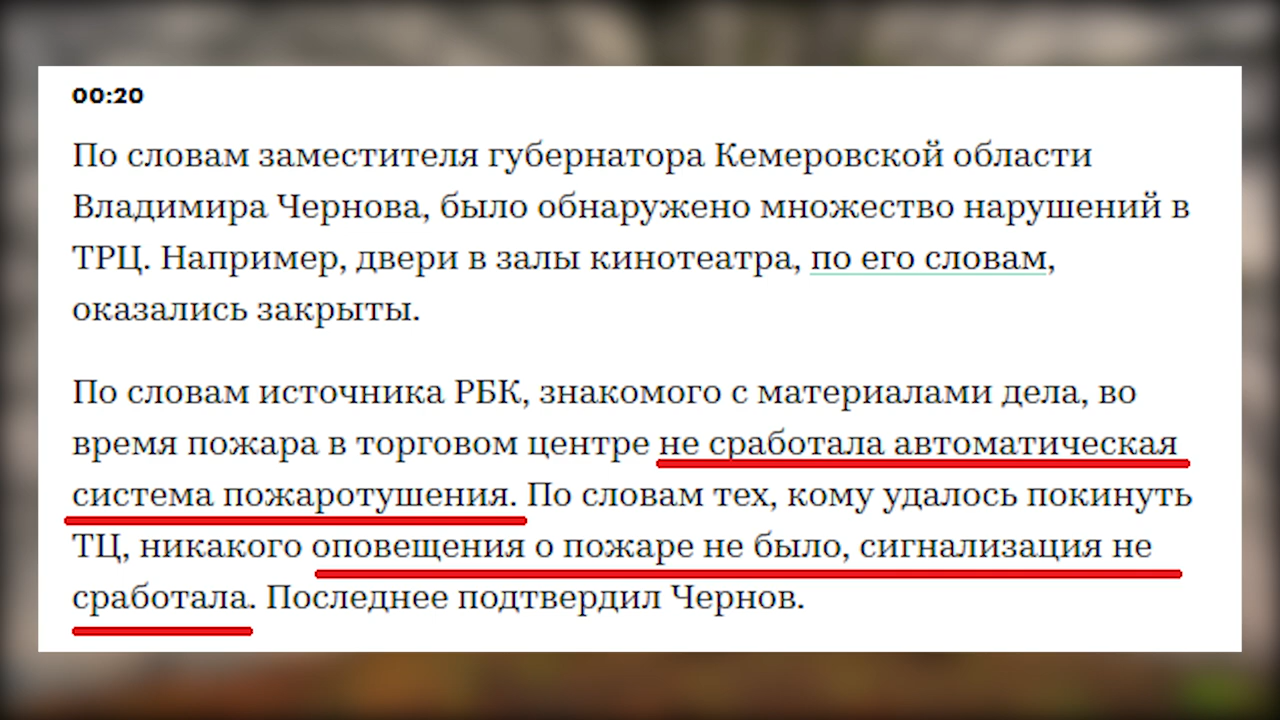 00:20
По словам заместителя губернатора Кемеровской области
Владимира Чернова, было обнаружено множество нарушений в
ТРЦ. Например, двери в залы кинотеатра, по его словам,
оказались закрыты.
По словам источника РБК, знакомого с материалами дела, во
время пожара в торговом центре не сработала автоматическая
система пожаротушения. По словам тех, кому удалось покинуть
ТЦ, никакого оповещения о пожаре не было, сигнализация не
сработала. Последнее подтвердил Чернов.